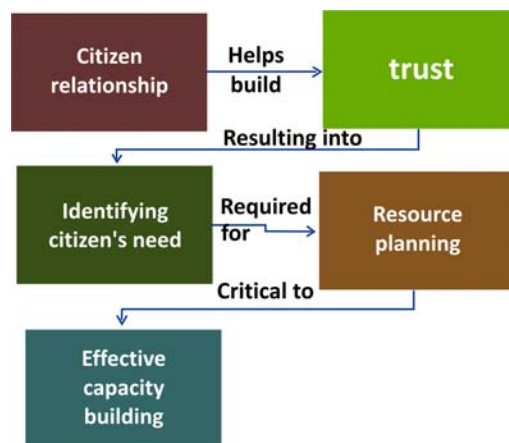 Citizen
relationship
Helps
build
trust
Resulting into
Identifying
citizen's need
Required
for
Resource
planning
Critical to
Effective
capacity
building